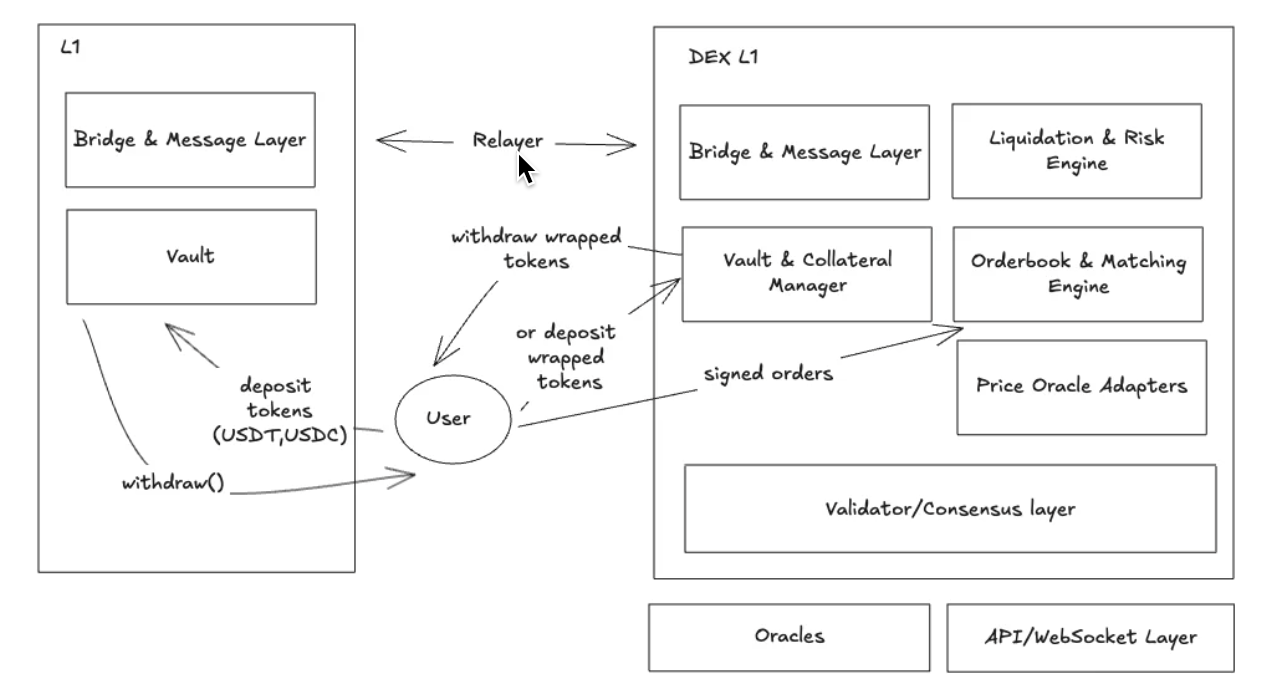 L1
Bridge & Message Layer
Vault
deposit
tokens
(USDT,USDC)
withdraw()
Relayer
withdraw wrapped
tokens
or deposit
wrapped
tokens
User
signed orders
DEX L1
Bridge & Message Layer
Liquidation & Risk
Engine
Vault & Collateral
Manager
Orderbook & Matching
Engine
Price Oracle Adapters
Validator/Consensus layer
Oracles
API/WebSocket Layer